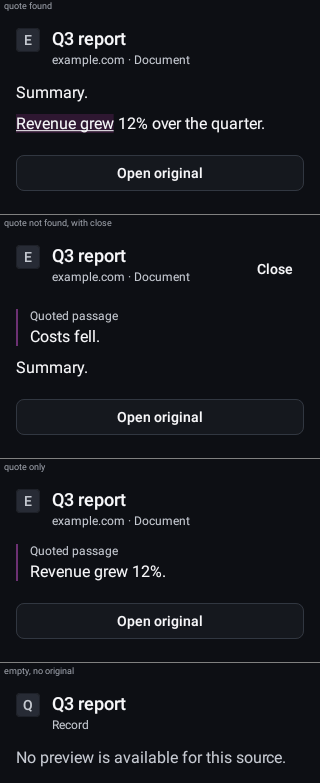 quote found
E
Q3 report
example.com · Document
Summary.
Revenue grew 12% over the quarter.
Open original
quote not found, with close
E
Q3 report
example.com · Document
Close
Quoted passage
Costs fell.
Summary.
Open original
quote only
E
Q3 report
example.com · Document
Quoted passage
Revenue grew 12%.
Open original
empty, no original
Q
Q3 report
Record
No preview is available for this source.